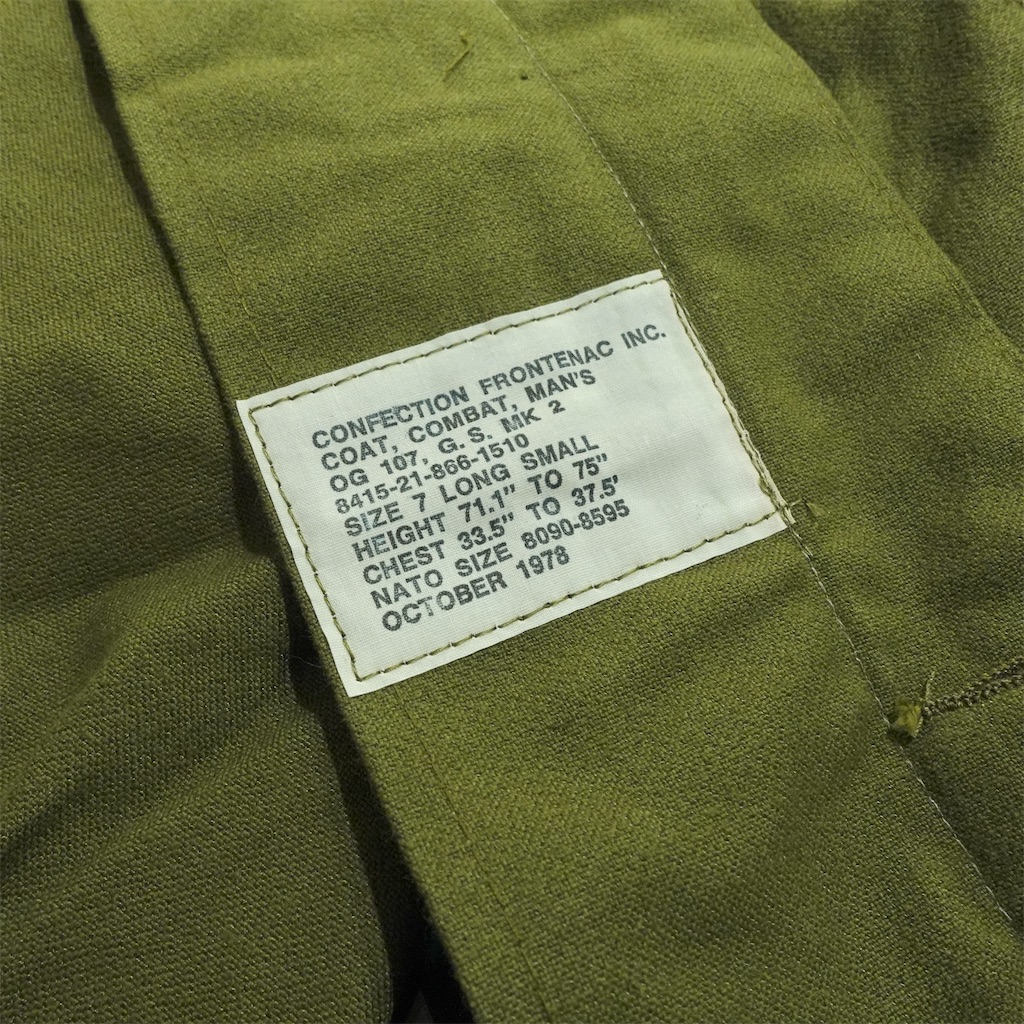 CONFECTION FRONTENAC INC.
COAT, COMBAT, MAN'S
OG 107, G.S. MK 2
8415-21-866-1510
SIZE 7 LONG SMALL
HEIGHT 71.1" TO 75"
CHEST 33.5" TO 37.5'
NATO SIZE 8090-8595
OCTOBER 1978